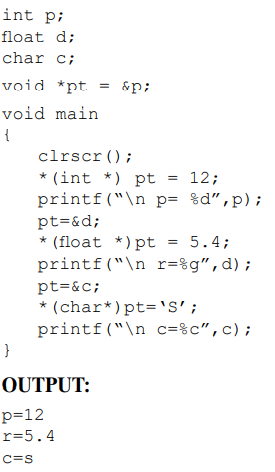 int p;
float d;
char c;
void *pt = &p;
void main
{
clrscr();
*(int *) pt = 12;
printf(“\n p= %d”,p);
pt=&d;
*(float *)pt = 5.4;
printf(“\n r=%g”,d);
pt=&c;
*(char*)pt=‘S’;
printf(“\n c=%c”,c);
}
OUTPUT:
p=12
r=5.4
c=s